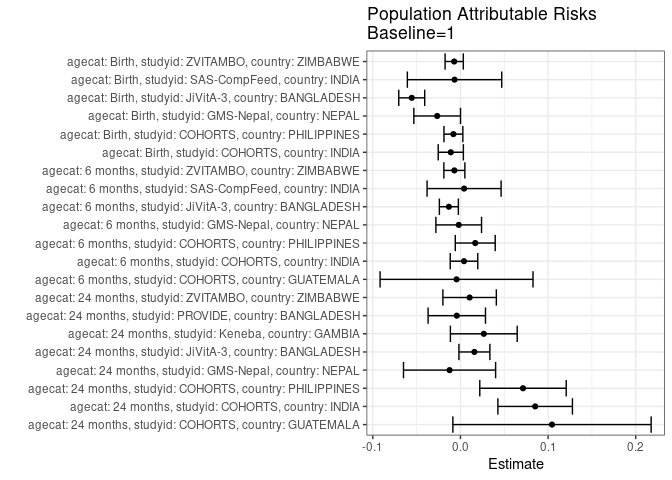 Population Attributable Risks
Baseline=1
agecat: Birth, studyid: ZVITAMBO, country: ZIMBABWE
agecat: Birth, studyid: SAS-CompFeed, country: INDIA
agecat: Birth, studyid: JiVitA-3, country: BANGLADESH
agecat: Birth, studyid: GMS-Nepal, country: NEPAL
agecat: Birth, studyid: COHORTS, country: PHILIPPINES
agecat: Birth, studyid: COHORTS, country: INDIA
agecat: 6 months, studyid: ZVITAMBO, country: ZIMBABWE
agecat: 6 months, studyid: SAS-CompFeed, country: INDIA
agecat: 6 months, studyid: JiVitA-3, country: BANGLADESH
agecat: 6 months, studyid: GMS-Nepal, country: NEPAL
agecat: 6 months, studyid: COHORTS, country: PHILIPPINES
agecat: 6 months, studyid: COHORTS, country: INDIA
agecat: 6 months, studyid: COHORTS, country: GUATEMALA
agecat: 24 months, studyid: ZVITAMBO, country: ZIMBABWE
agecat: 24 months, studyid: PROVIDE, country: BANGLADESH
agecat: 24 months, studyid: Keneba, country: GAMBIA
agecat: 24 months, studyid: JiVitA-3, country: BANGLADESH
agecat: 24 months, studyid: GMS-Nepal, country: NEPAL
agecat: 24 months, studyid: COHORTS, country: PHILIPPINES
agecat: 24 months, studyid: COHORTS, country: INDIA
agecat: 24 months, studyid: COHORTS, country: GUATEMALA
-0.1 0.0 0.1 0.2
Estimate